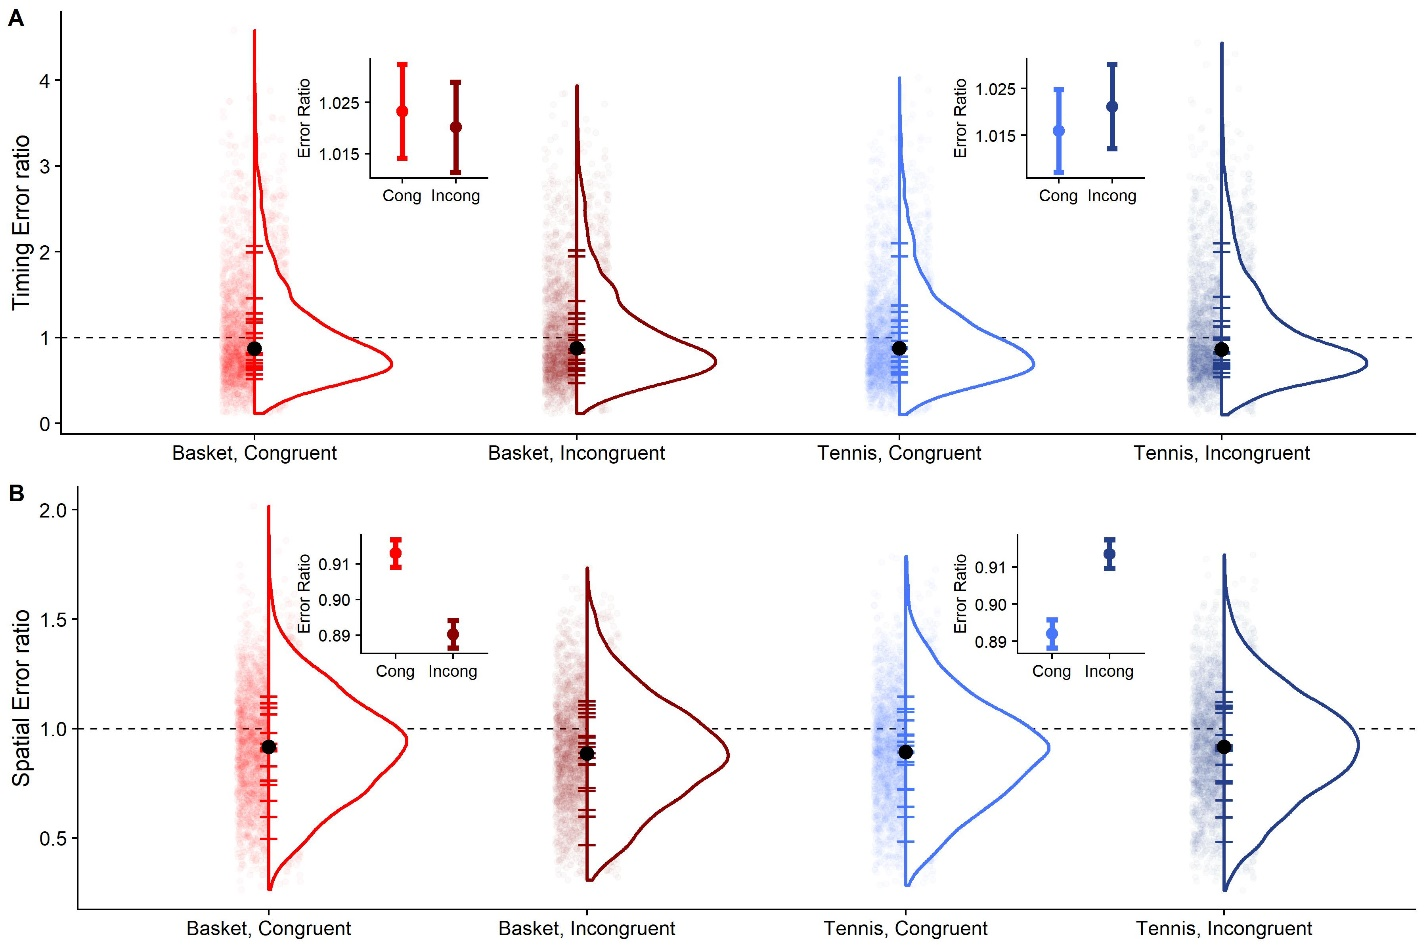 A
Timing Error ratio
4
3
2
1
0
Error Ratio
1.025
1.015
Cong Incong
Error Ratio
1.025
1.015
Cong Incong
Basket, Congruent Basket, Incongruent Tennis, Congruent Tennis, Incongruent
B
Spatial Error ratio
2.0
1.5
1.0
0.5
Error Ratio
0.91
0.90
0.89
Cong Incong
Error Ratio
0.91
0.90
0.89
Cong Incong
Basket, Congruent Basket, Incongruent Tennis, Congruent Tennis, Incongruent